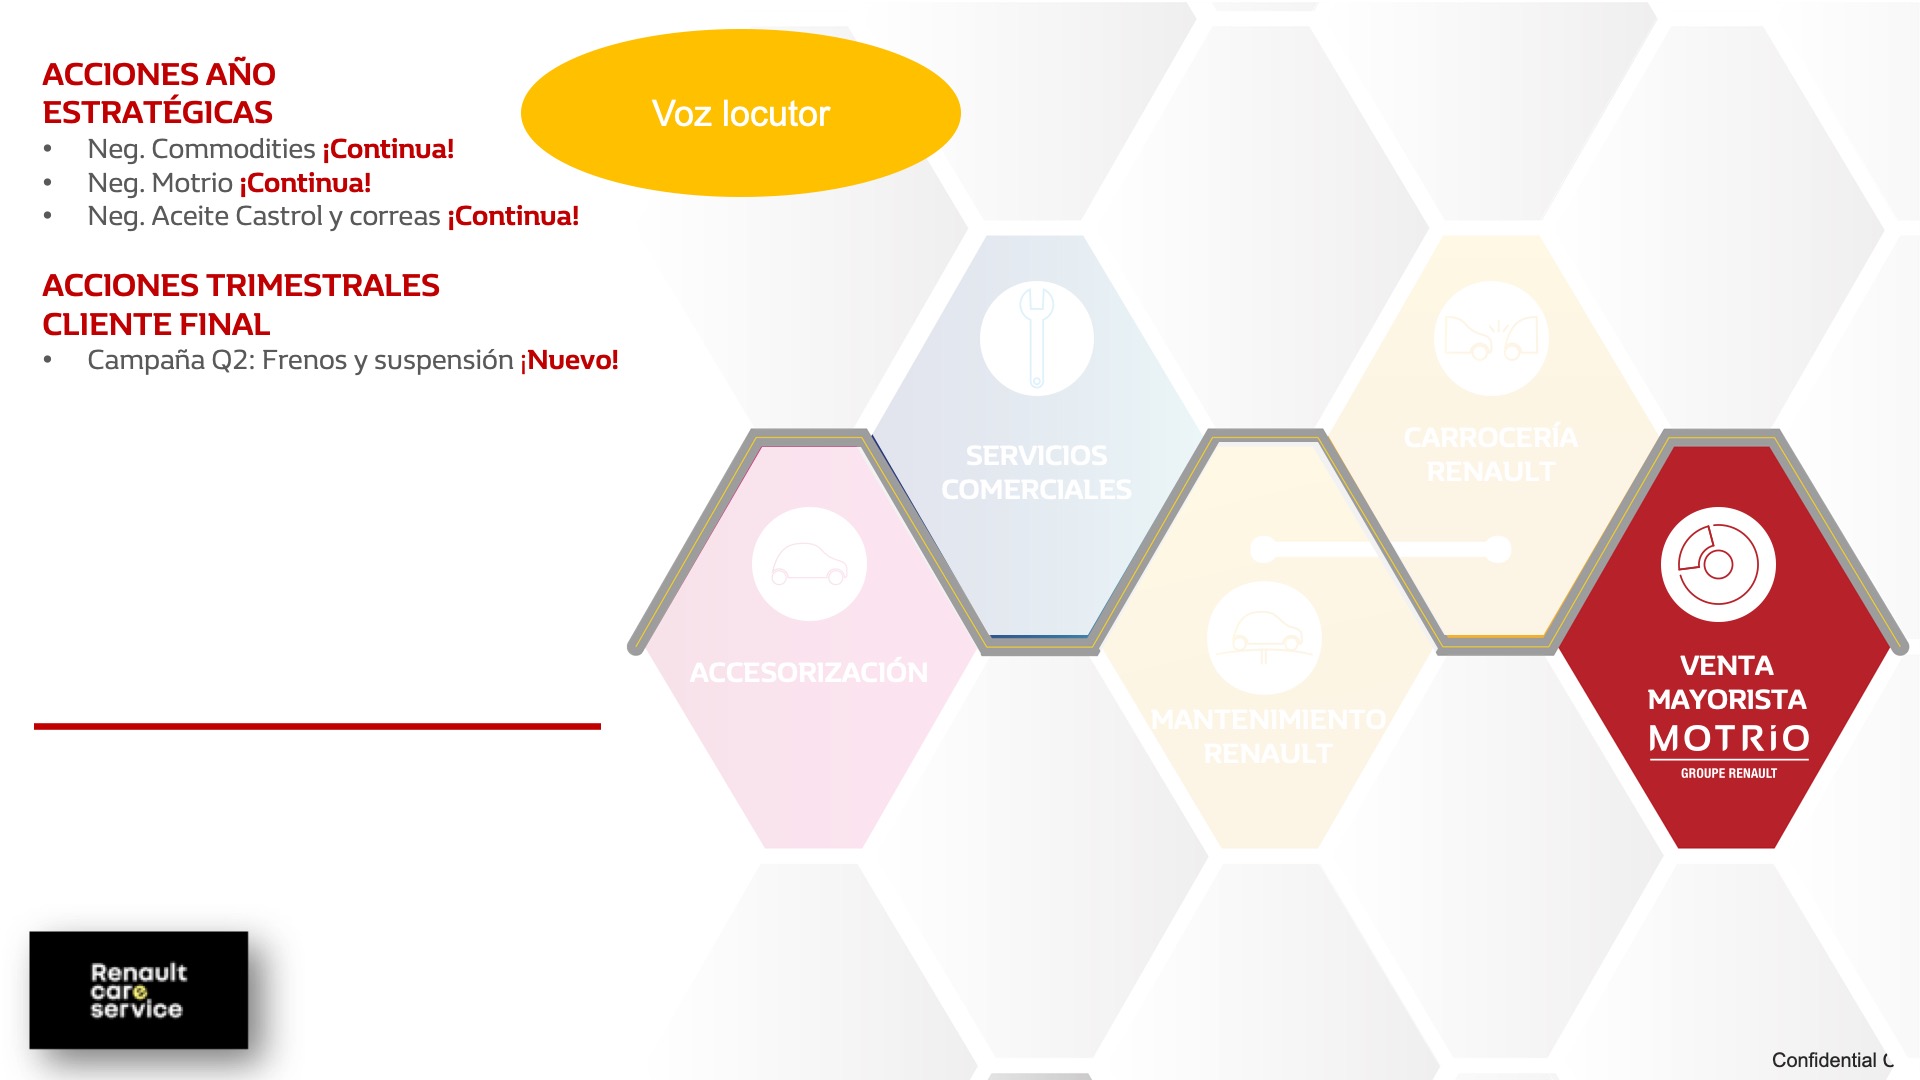 ACCIONES AÑO
ESTRATÉGICAS
• Neg. Commodities ¡Continua!
• Neg. Motrio ¡Continua!
• Neg. Aceite Castrol y correas ¡Continua!
ACCIONES TRIMESTRALES
CLIENTE FINAL
• Campaña Q2: Frenos y suspensión ¡Nuevo!
Voz locutor
SERVICIOS
COMERCIALES
CARROCERÍA
RENAULT
ACCESORIZACIÓN
MANTENIMIENTO
RENAULT
VENTA
MAYORISTA
MOTRiO
GROUPE RENAULT
Renault
care
service
Confidential C